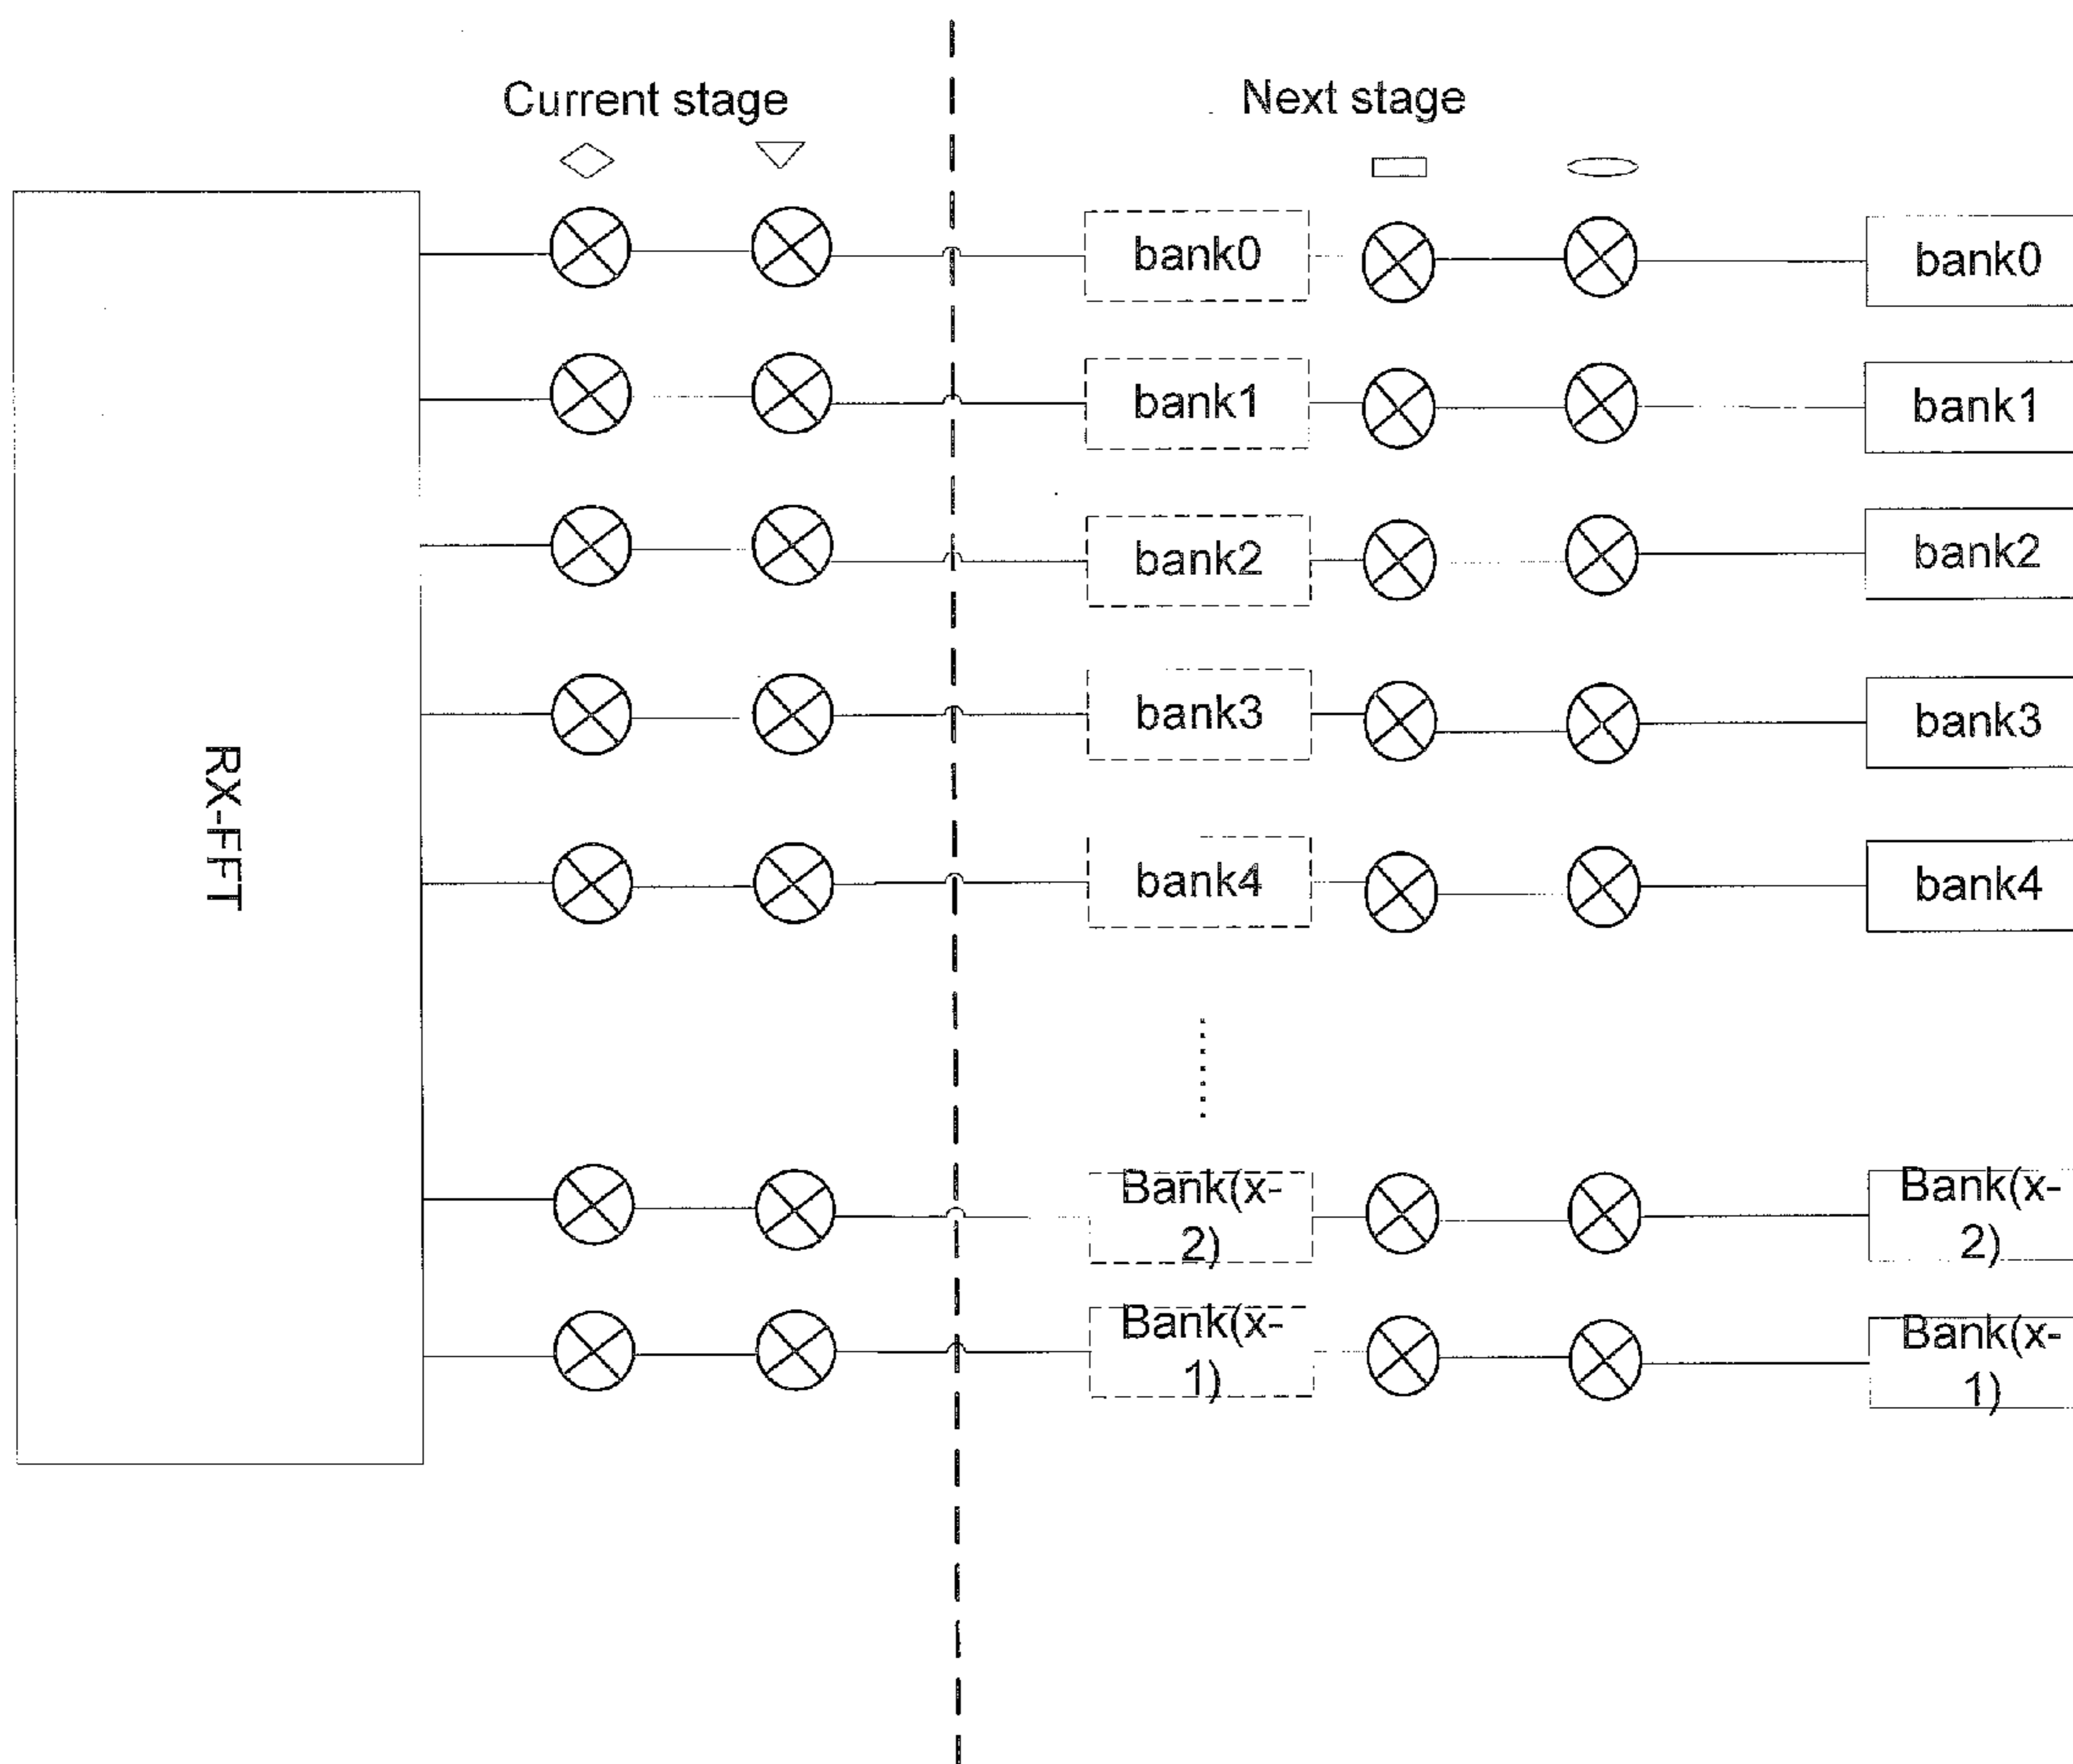 Current stage
Next stage
bank0
bank0
bank1
bank1
bank2
bank2
bank3
bank3
RX-FFT
bank4
bank4
Bank(x-
2)
Bank(x-
2)
Bank(x-
1)
Bank(x-
1)